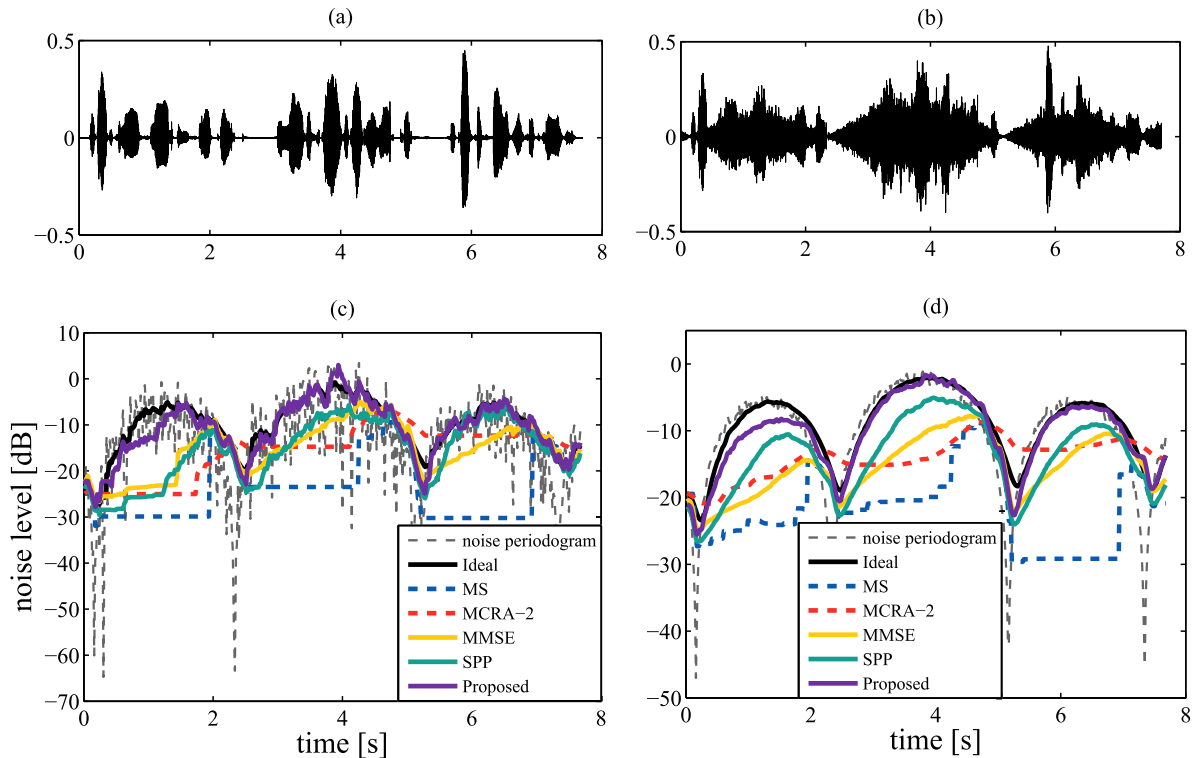 (a)
(b)
0.5
0
−0.5
0 2 4 6 8
0.5
0
−0.5
0 2 4 6 8
(c)
(d)
noise level [dB]
10
0
−10
−20
−30
−40
−50
−60
−70
0 2 4 6 8
time [s]
noise periodogram
Ideal
MS
MCRA−2
MMSE
SPP
Proposed
0
−10
−20
−30
−40
−50
0 2 4 6 8
time [s]
noise periodogram
Ideal
MS
MCRA−2
MMSE
SPP
Proposed